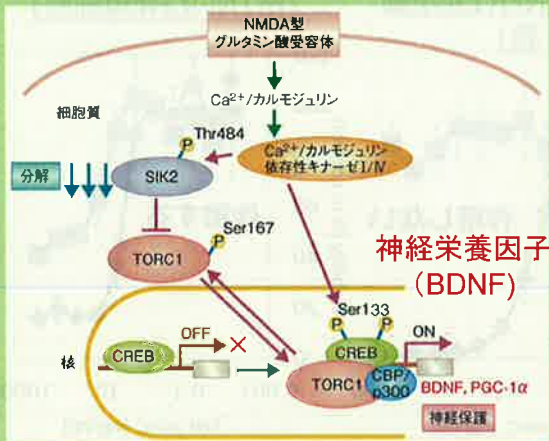 NMDA型
グルタミン酸受容体
Ca²⁺/カルモジュリン
細胞質
P
Thr484
Ca²⁺/カルモジュリン
依存性キナーゼI/IV
分解
SIK2
P
Ser167
TORC1
神経栄養因子
(BDNF)
Ser133
P
P
OFF
ON
核
CREB
CREB
TORC1
CBP/
p300
BDNF, PGC-1α
神経保護